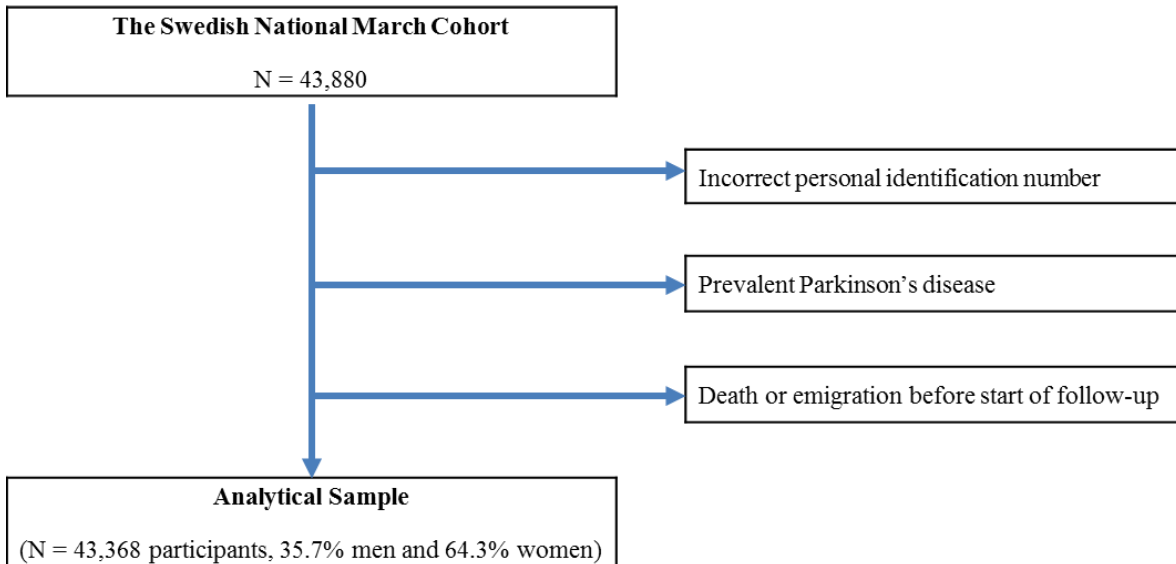 The Swedish National March Cohort
N = 43,880
Incorrect personal identification number
Prevalent Parkinson’s disease
Death or emigration before start of follow-up
Analytical Sample
(N = 43,368 participants, 35.7% men and 64.3% women)